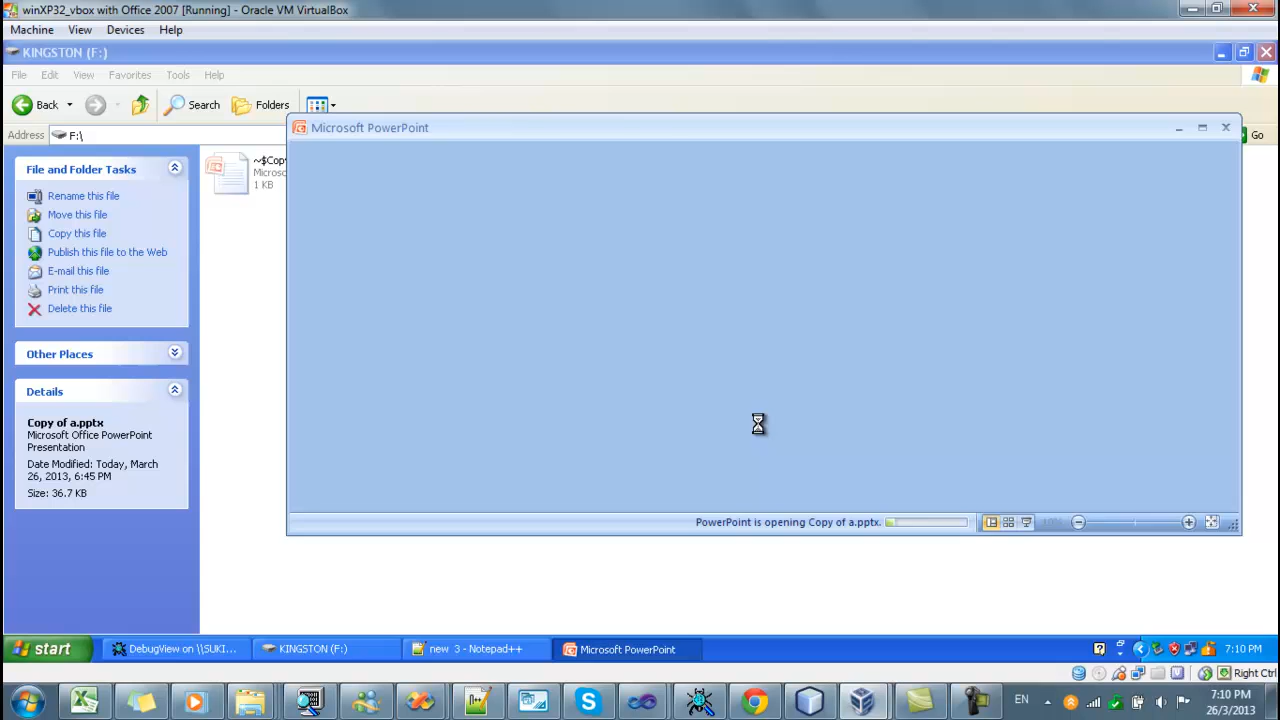 winXP32_vbox with Office 2007 [Running] - Oracle VM VirtualBox
Machine View Devices Help
KINGSTON (F:)
File Edit View Favorites Tools Help
Back Search Folders
Address F:\ Go
Microsoft PowerPoint
File and Folder Tasks
Rename this file
Move this file
Copy this file
Publish this file to the Web
E-mail this file
Print this file
Delete this file
~$Copy
Microso
1 KB
Other Places
Details
Copy of a.pptx
Microsoft Office PowerPoint
Presentation
Date Modified: Today, March
26, 2013, 6:45 PM
Size: 36.7 KB
PowerPoint is opening Copy of a.pptx.
start DebugView on \\SUKI... KINGSTON (F:) new 3 - Notepad++ Microsoft PowerPoint 7:10 PM
Right Ctrl
EN 7:10 PM
26/3/2013